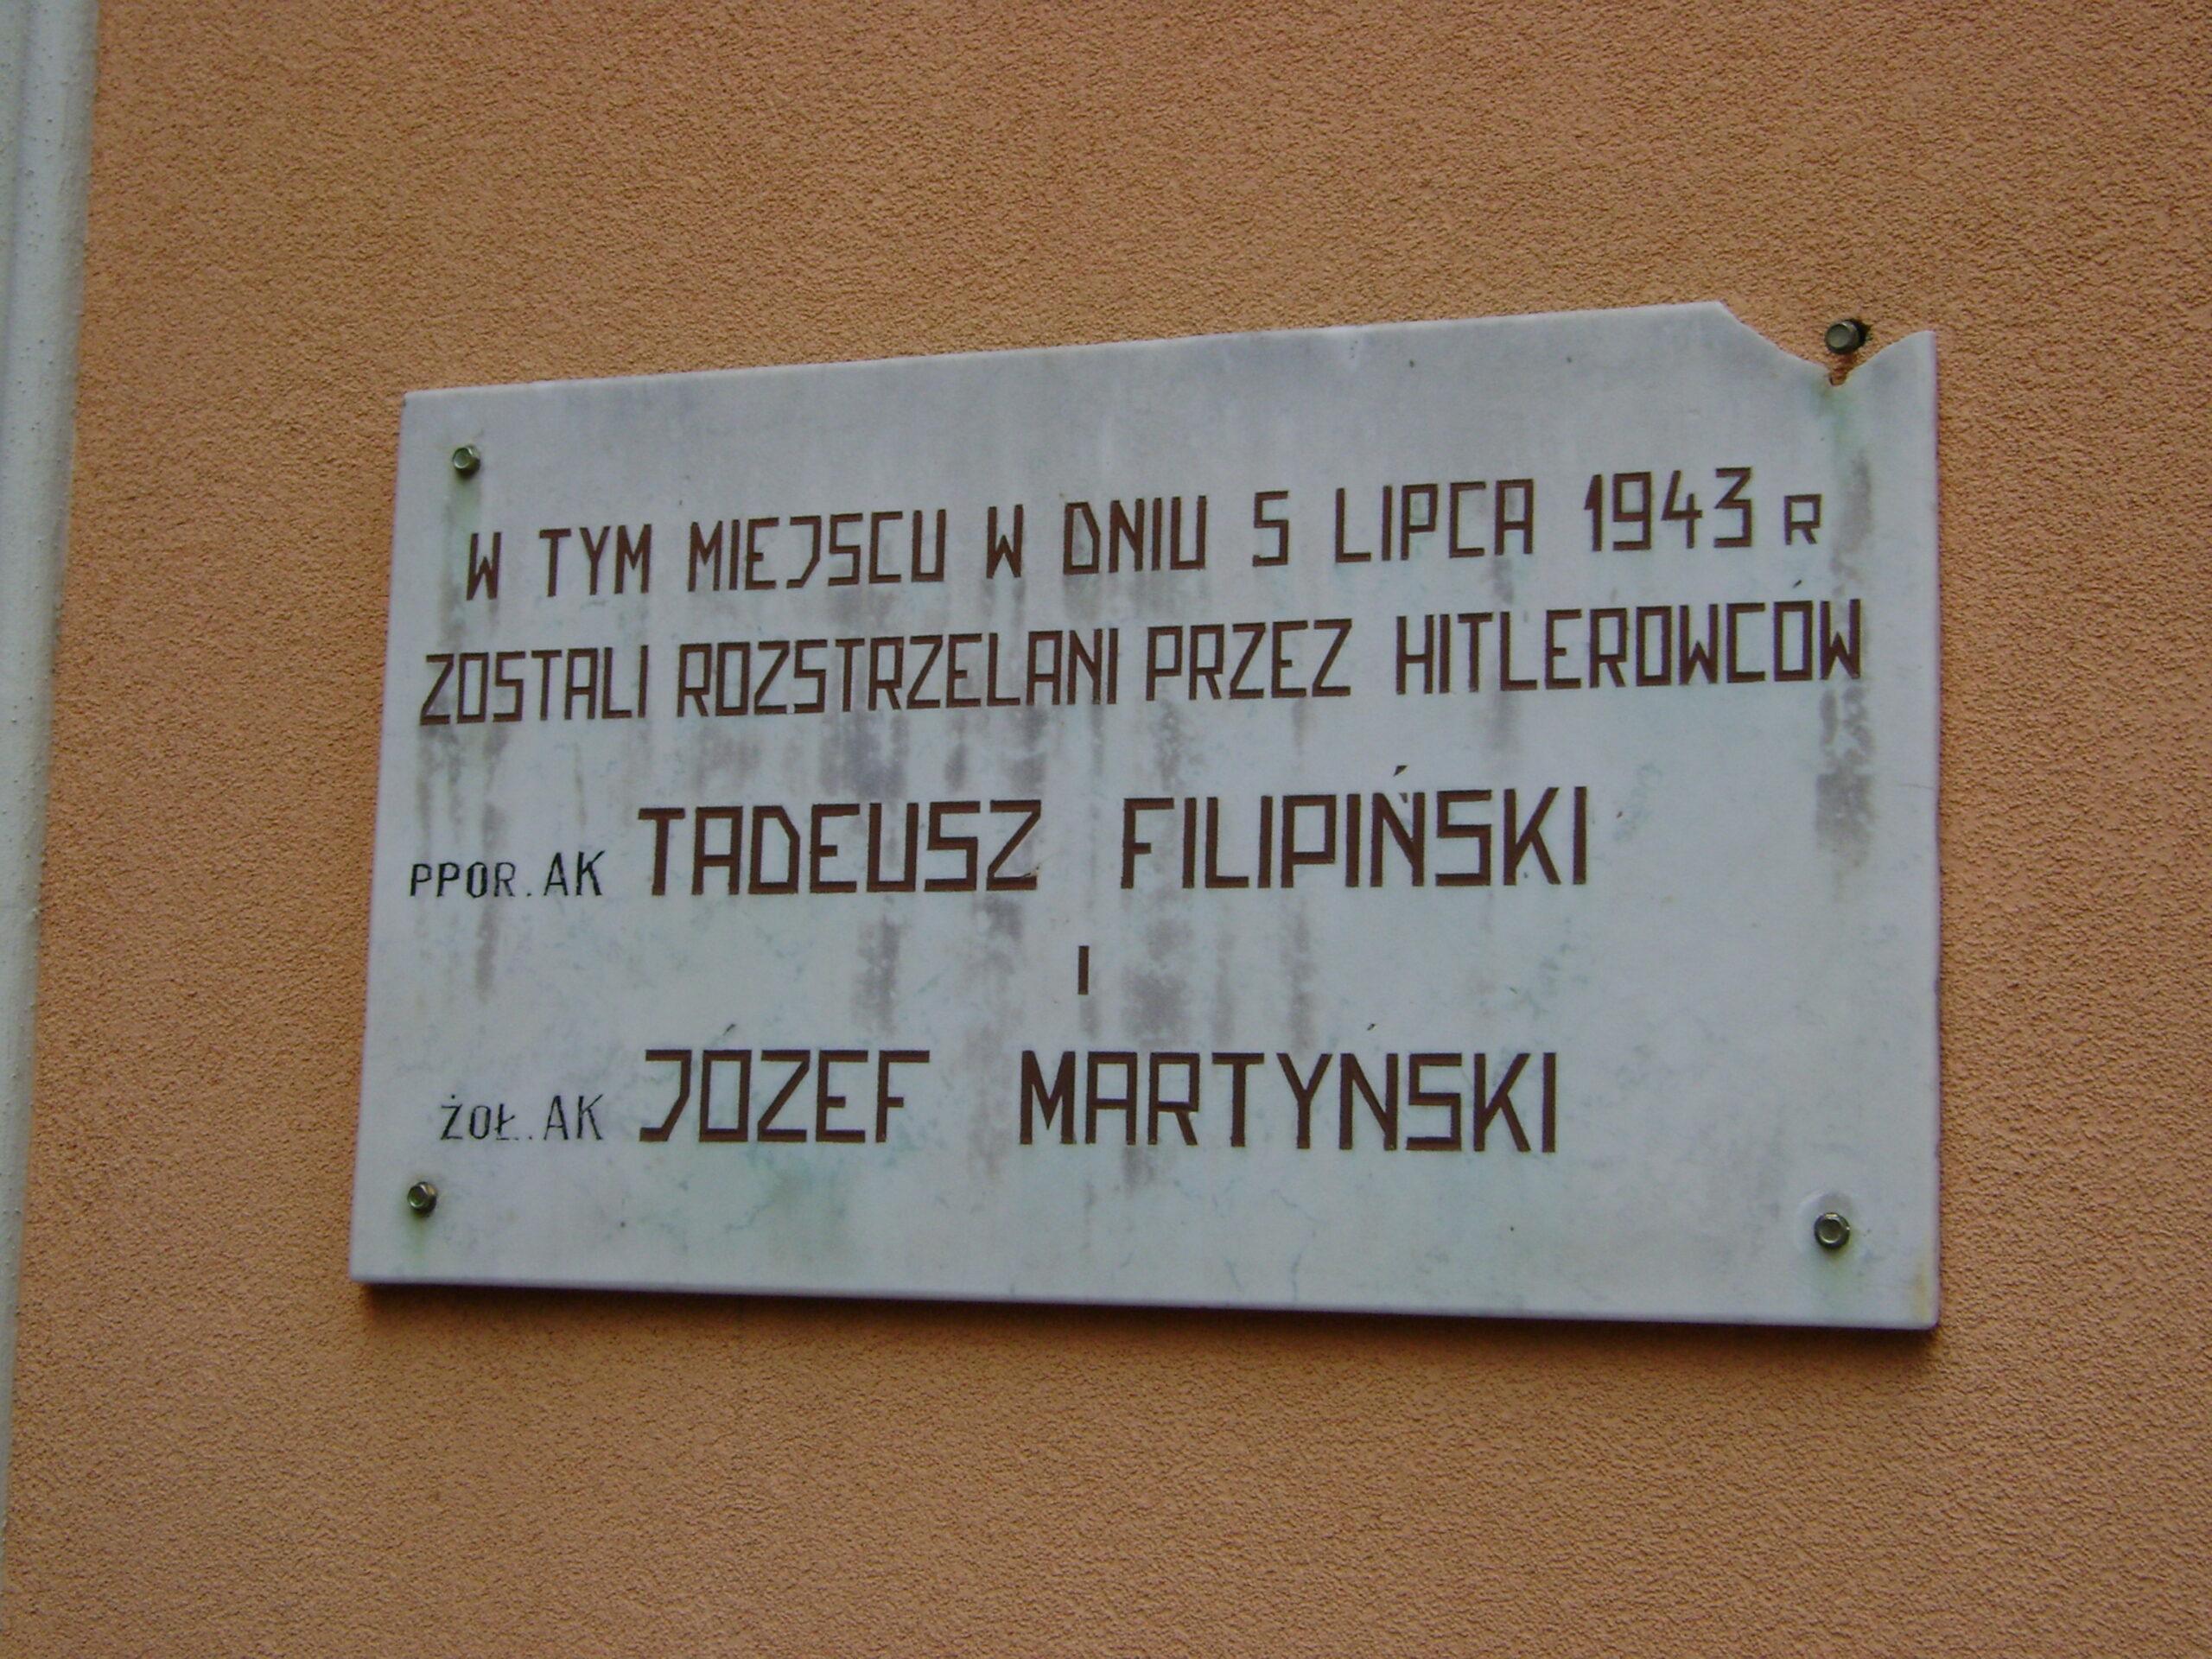 W TYM MIEJSCU W DNIU 5 LIPCA 1943 R
ZOSTALI ROZSTRZELANI PRZEZ HITLEROWCÓW
PPOR. AK TADEUSZ FILIPIŃSKI
I
ŻOŁ. AK JÓZEF MARTYŃSKI